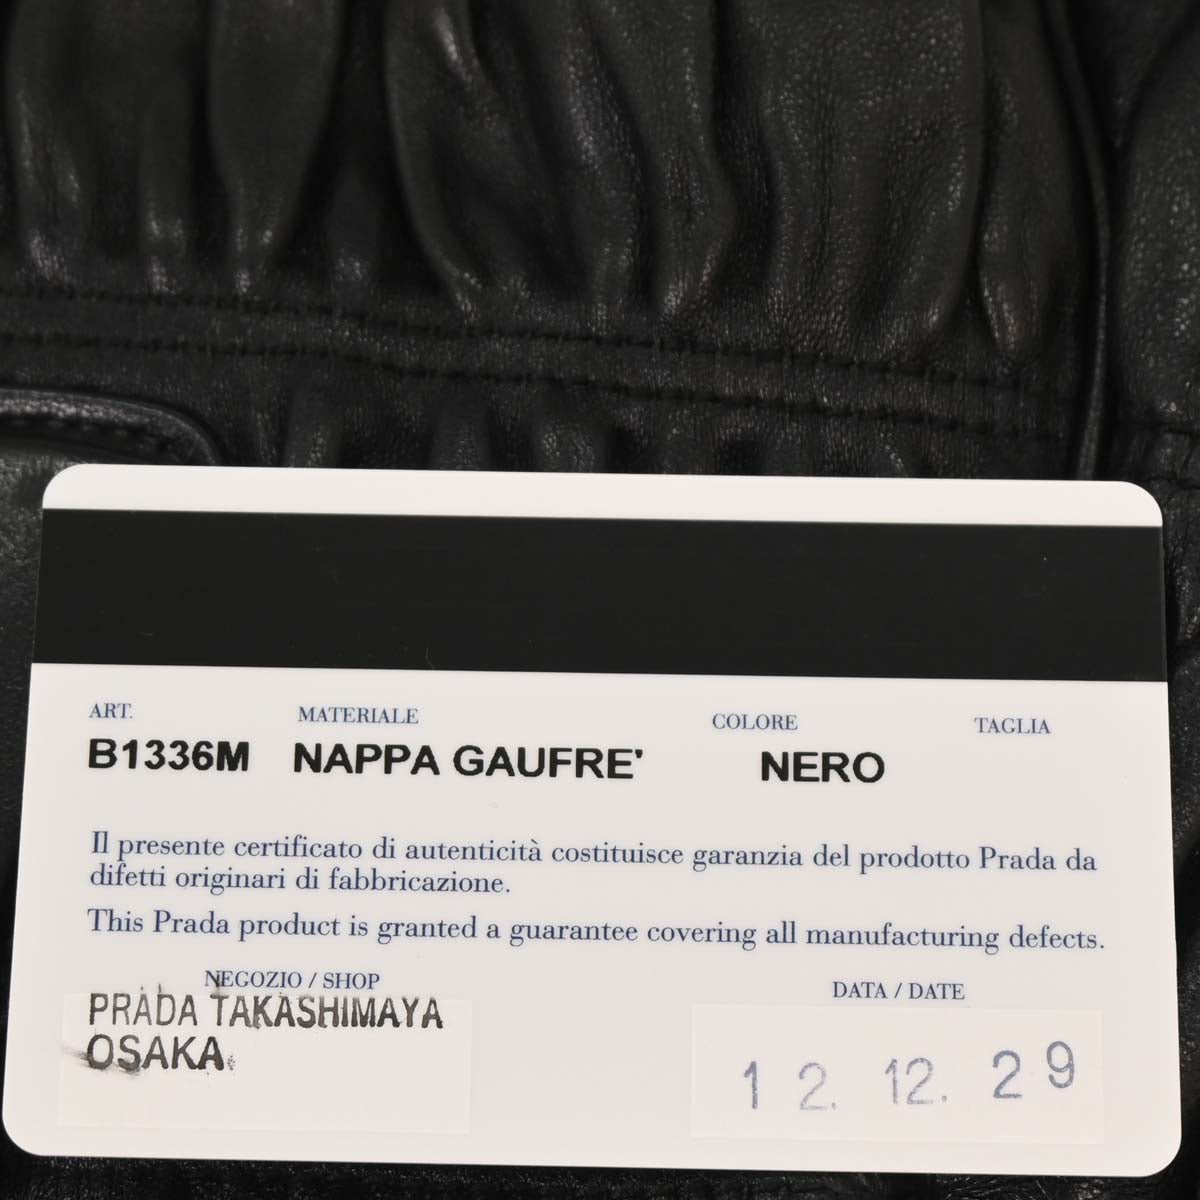 ART. MATERIALE COLORE TAGLIA
B1336M NAPPA GAUFRE' NERO
Il presente certificato di autenticità costituisce garanzia del prodotto Prada da
difetti originari di fabbricazione.
This Prada product is granted a guarantee covering all manufacturing defects.
NEGOZIO / SHOP DATA / DATE
PRADA TAKASHIMAYA
OSAKA.
12. 12. 29